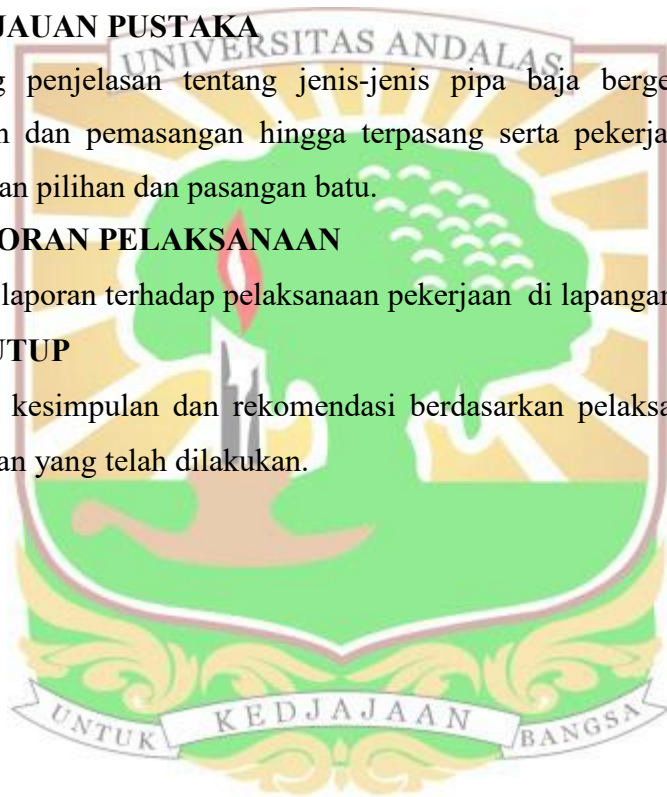 JAUAN PUSTAKA
UNIVERSITAS ANDALAS
penjelasan tentang jenis-jenis pipa baja berge
dan pemasangan hingga terpasang serta pekerja
an pilihan dan pasangan batu.
ORAN PELAKSANAAN
laporan terhadap pelaksanaan pekerjaan di lapangan
UTUP
kesimpulan dan rekomendasi berdasarkan pelaksa
an yang telah dilakukan.
UNTUK KEDJAJAAN BANGSA